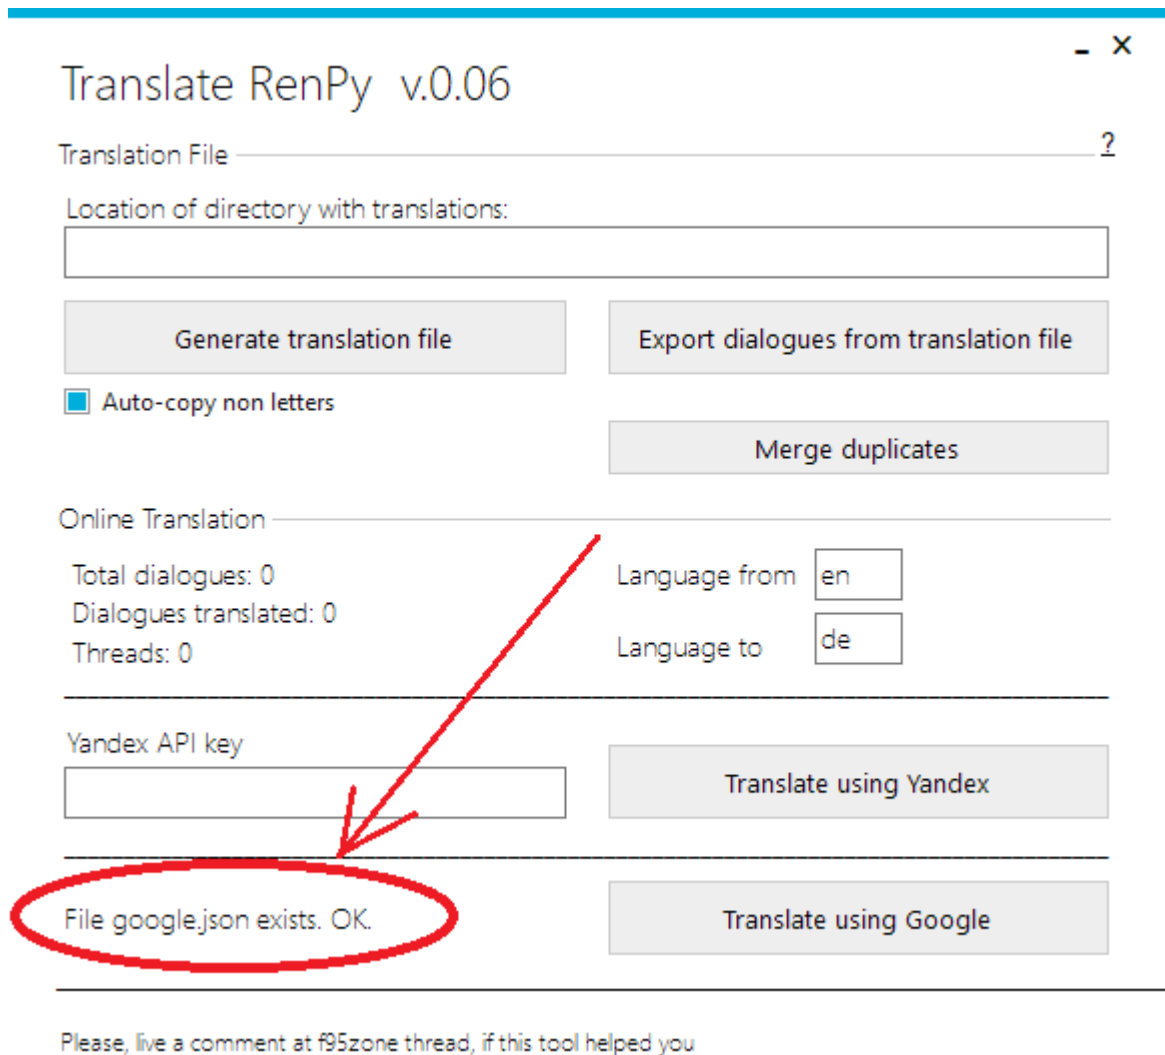 Translate RenPy v.0.06
Translation File
?
Location of directory with translations:
Generate translation file
Export dialogues from translation file
Auto-copy non letters
Merge duplicates
Online Translation
Total dialogues: 0
Language from en
Dialogues translated: 0
Threads: 0
Language to de
Yandex API key
Translate using Yandex
File google.json exists. OK.
Translate using Google
Please, live a comment at f95zone thread, if this tool helped you